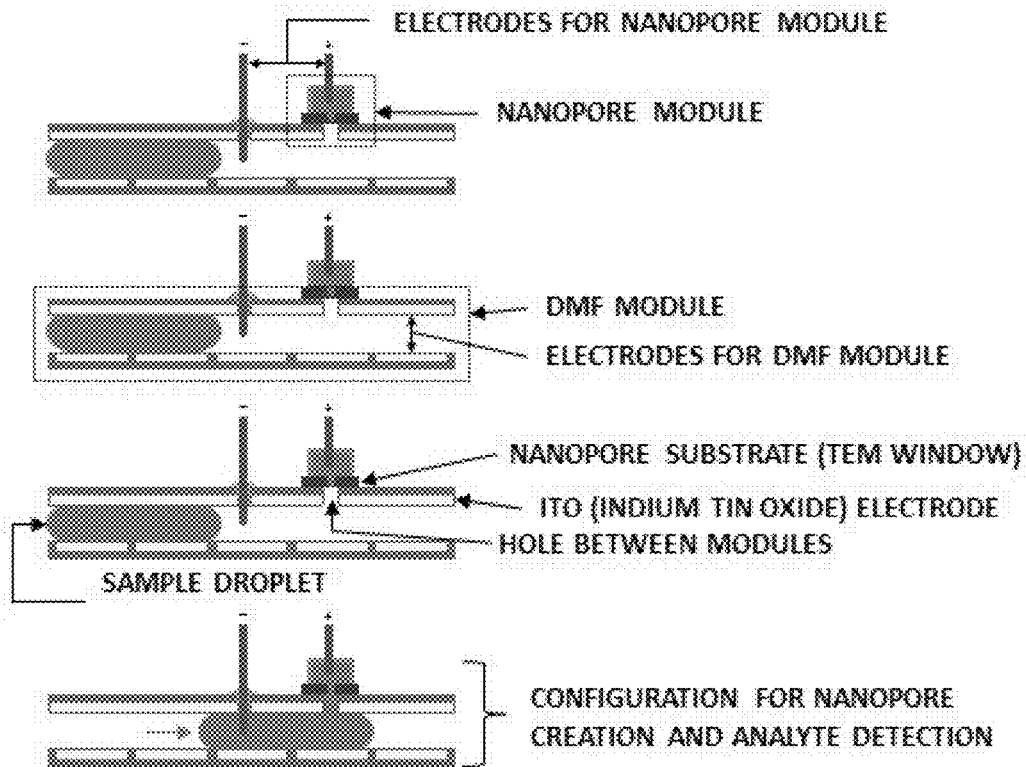 ELECTRODES FOR NANOPORE MODULE
- +
NANOPORE MODULE
- +
DMF MODULE
ELECTRODES FOR DMF MODULE
- +
NANOPORE SUBSTRATE (TEM WINDOW)
ITO (INDIUM TIN OXIDE) ELECTRODE
HOLE BETWEEN MODULES
SAMPLE DROPLET
- +
CONFIGURATION FOR NANOPORE
CREATION AND ANALYTE DETECTION